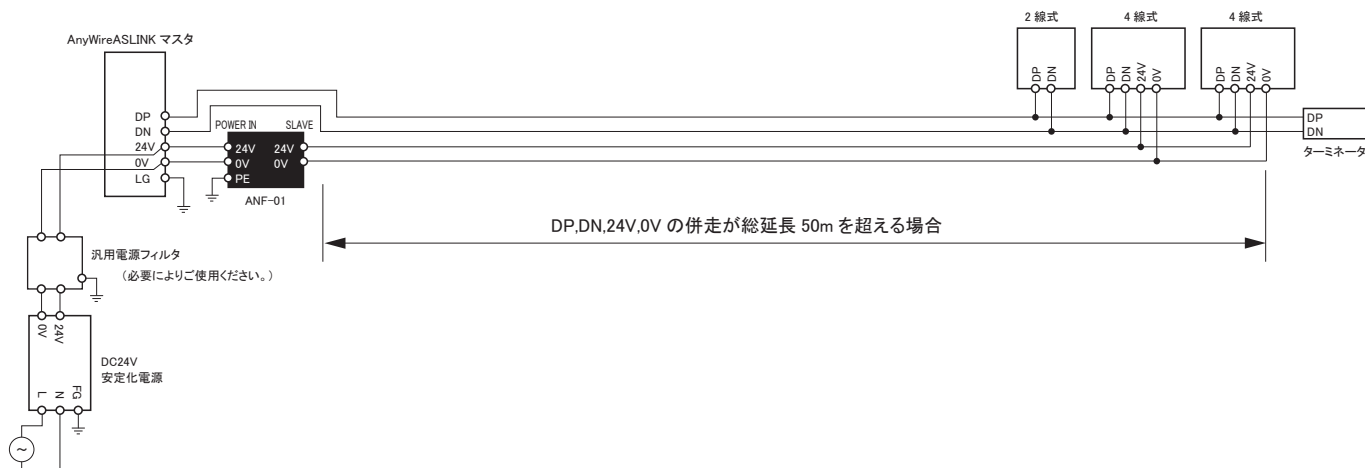 AnyWireASLINK マスタ
DP
DN
24V
0V
LG
POWER IN
SLAVE
24V
0V
PE
24V
0V
ANF-01
2 線式
DP
DN
4 線式
DP
DN
24V
0V
4 線式
DP
DN
24V
0V
DP
DN
ターミネータ
DP,DN,24V,0V の併走が総延長 50m を超える場合
汎用電源フィルタ
（必要によりご使用ください。）
0V
24V
DC24V
安定化電源
L
N
FG
~